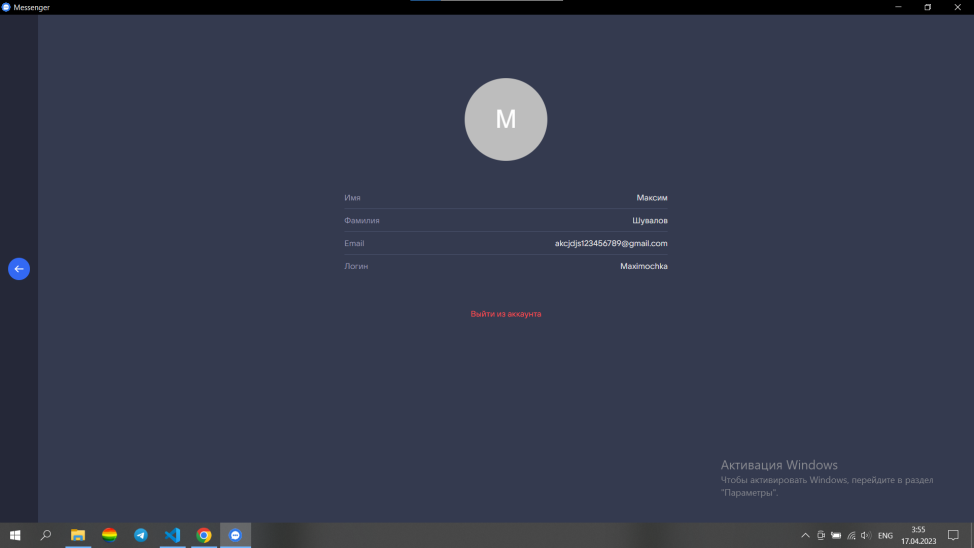 Messenger
М
Имя Максим
Фамилия Шувалов
Email akcjdjs123456789@gmail.com
Логин Maximochka
Выйти из аккаунта
Активация Windows
Чтобы активировать Windows, перейдите в раздел
"Параметры".
ENG
3:55
17.04.2023